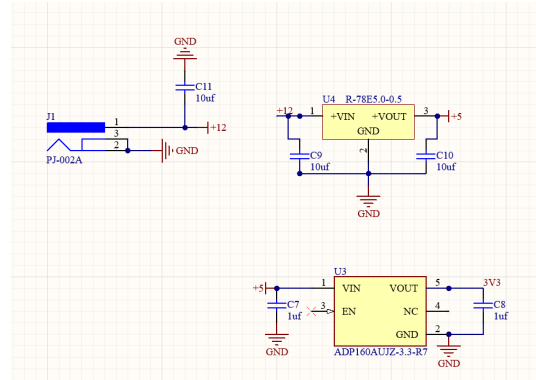 GND
C11
10uf
J1
1
3
2
+12
GND
PJ-002A
U4 R-78E5.0-0.5
+12 1 +VIN +VOUT 3 +5
GND
2
C9
10uf
C10
10uf
GND
U3
+5 1 VIN VOUT 5 3V3
C7
1uf
3 EN NC 4
C8
1uf
GND 2
GND
ADP160AUJZ-3.3-R7
GND